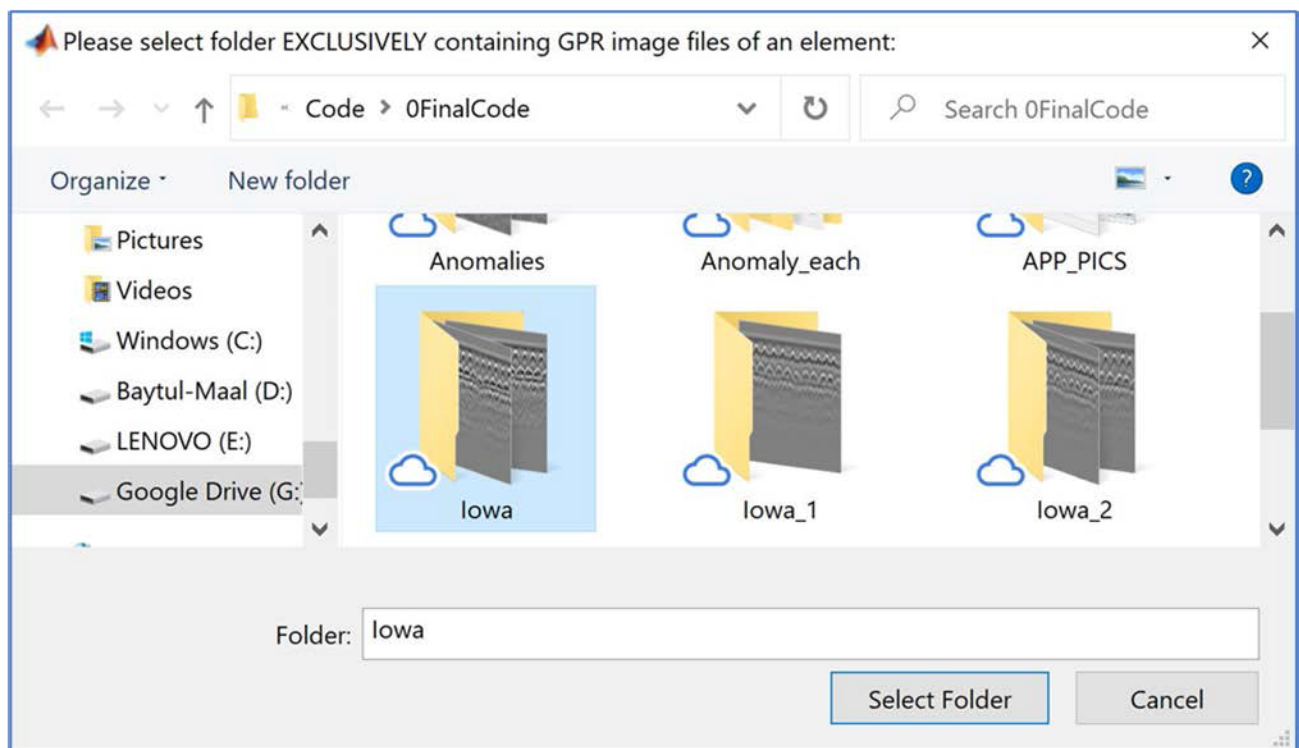 Please select folder EXCLUSIVELY containing GPR image files of an element:
« Code > 0FinalCode
Search 0FinalCode
Organize
New folder
?
Pictures
Videos
Windows (C:)
Baytul-Maal (D:)
LENOVO (E:)
Google Drive (G:
Anomalies
Anomaly_each
APP_PICS
Iowa
Iowa_1
Iowa_2
Folder: Iowa
Select Folder
Cancel